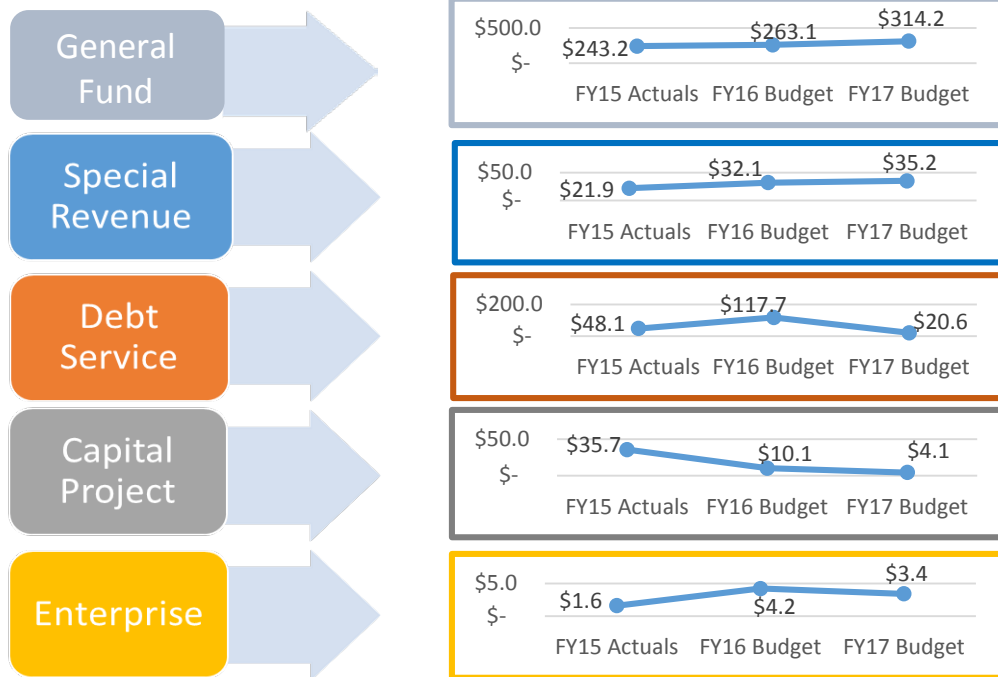 General
Fund
$500.0
$-
$243.2
$263.1
$314.2
FY15 Actuals FY16 Budget FY17 Budget
Special
Revenue
$50.0
$-
$21.9
$32.1
$35.2
FY15 Actuals FY16 Budget FY17 Budget
Debt
Service
$200.0
$-
$48.1
$117.7
$20.6
FY15 Actuals FY16 Budget FY17 Budget
Capital
Project
$50.0
$-
$35.7
$10.1
$4.1
FY15 Actuals FY16 Budget FY17 Budget
Enterprise
$5.0
$-
$1.6
$4.2
$3.4
FY15 Actuals FY16 Budget FY17 Budget